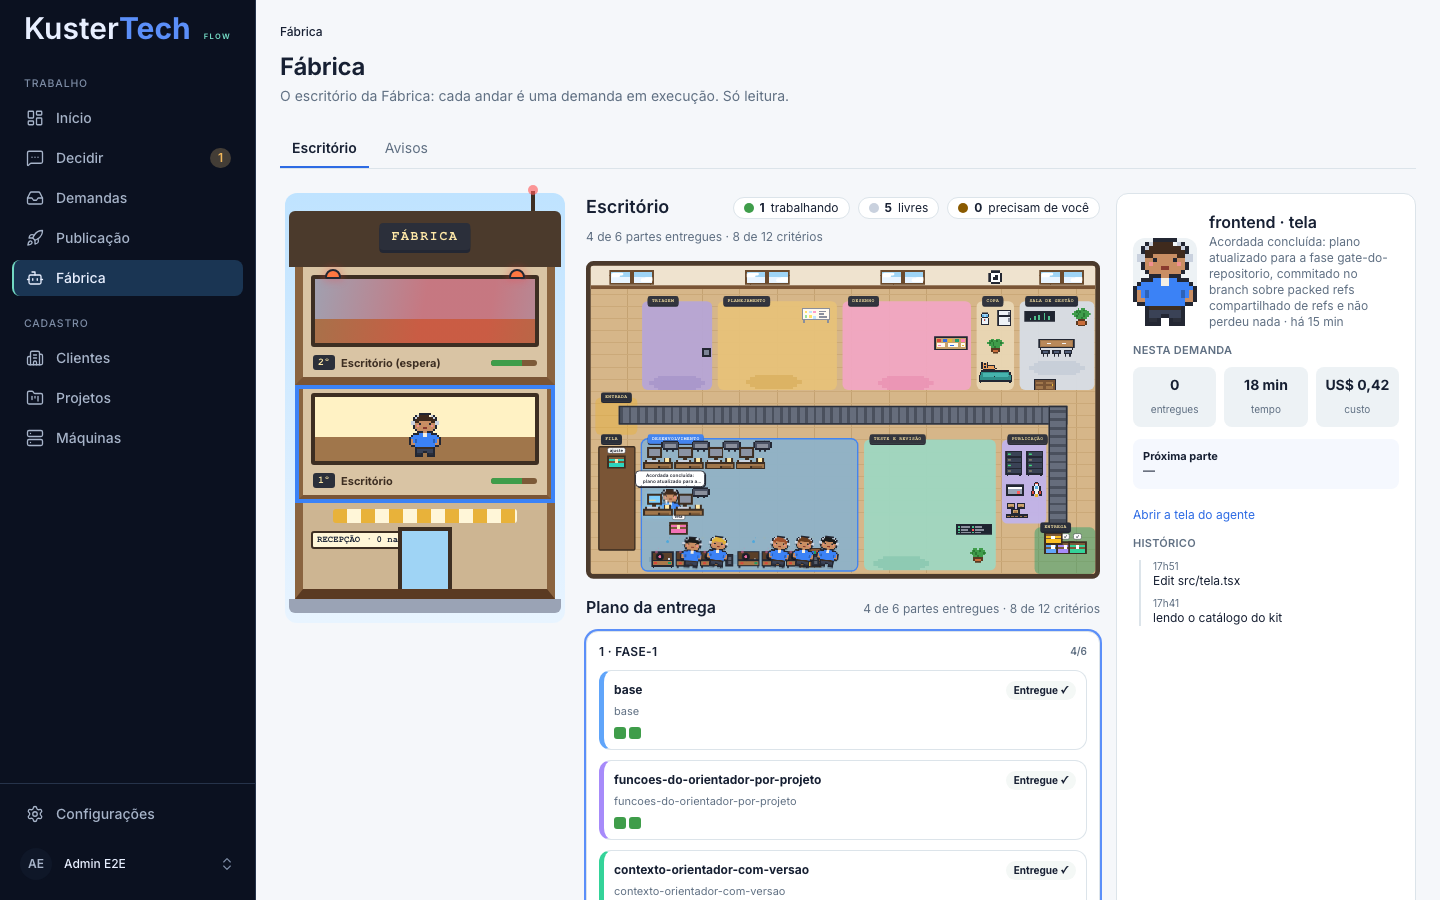 KusterTech FLOW
TRABALHO
Início
Decidir 1
Demandas
Publicação
Fábrica
CADASTRO
Clientes
Projetos
Máquinas
Configurações
AE Admin E2E
Fábrica
Fábrica
O escritório da Fábrica: cada andar é uma demanda em execução. Só leitura.
Escritório Avisos
FÁBRICA
2º Escritório (espera)
1º Escritório
RECEPÇÃO · 0 na
Escritório
1 trabalhando
5 livres
0 precisam de você
4 de 6 partes entregues · 8 de 12 critérios
TRIAGEM
PLANEJAMENTO
DESENHO
COPA
SALA DE GESTÃO
ENTRADA
FILA
DESENVOLVIMENTO
TESTE E REVISÃO
PUBLICAÇÃO
ajuste
Acordada concluída:
plano atualizado para a…
ENTREGA
Plano da entrega
4 de 6 partes entregues · 8 de 12 critérios
1 · FASE-1 4/6
base Entregue ✓
base
funcoes-do-orientador-por-projeto Entregue ✓
funcoes-do-orientador-por-projeto
contexto-orientador-com-versao Entregue ✓
contexto-orientador-com-versao
frontend · tela
Acordada concluída: plano
atualizado para a fase gate-do-
repositorio, commitado no
branch sobre packed refs
compartilhado de refs e não
perdeu nada · há 15 min
NESTA DEMANDA
0 entregues
18 min tempo
US$ 0,42 custo
Próxima parte
—
Abrir a tela do agente
HISTÓRICO
17h51
Edit src/tela.tsx
17h41
lendo o catálogo do kit